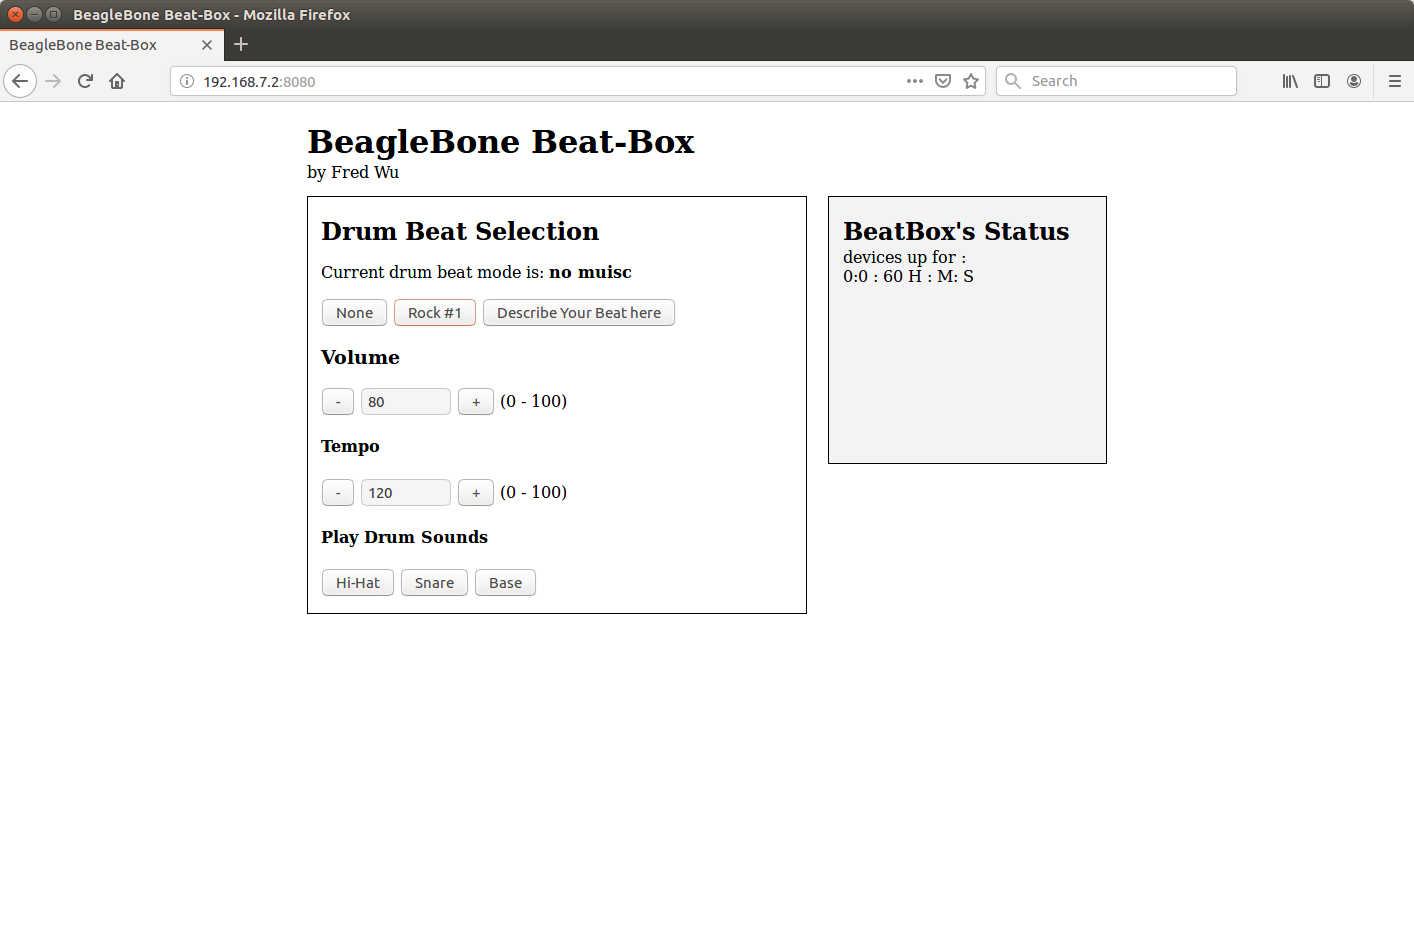 BeagleBone Beat-Box - Mozilla Firefox
BeagleBone Beat-Box
192.168.7.2:8080
Search
BeagleBone Beat-Box
by Fred Wu
Drum Beat Selection
Current drum beat mode is: no muisc
None Rock #1 Describe Your Beat here
Volume
- 80 + (0 - 100)
Tempo
- 120 + (0 - 100)
Play Drum Sounds
Hi-Hat Snare Base
BeatBox's Status
devices up for :
0:0 : 60 H : M: S